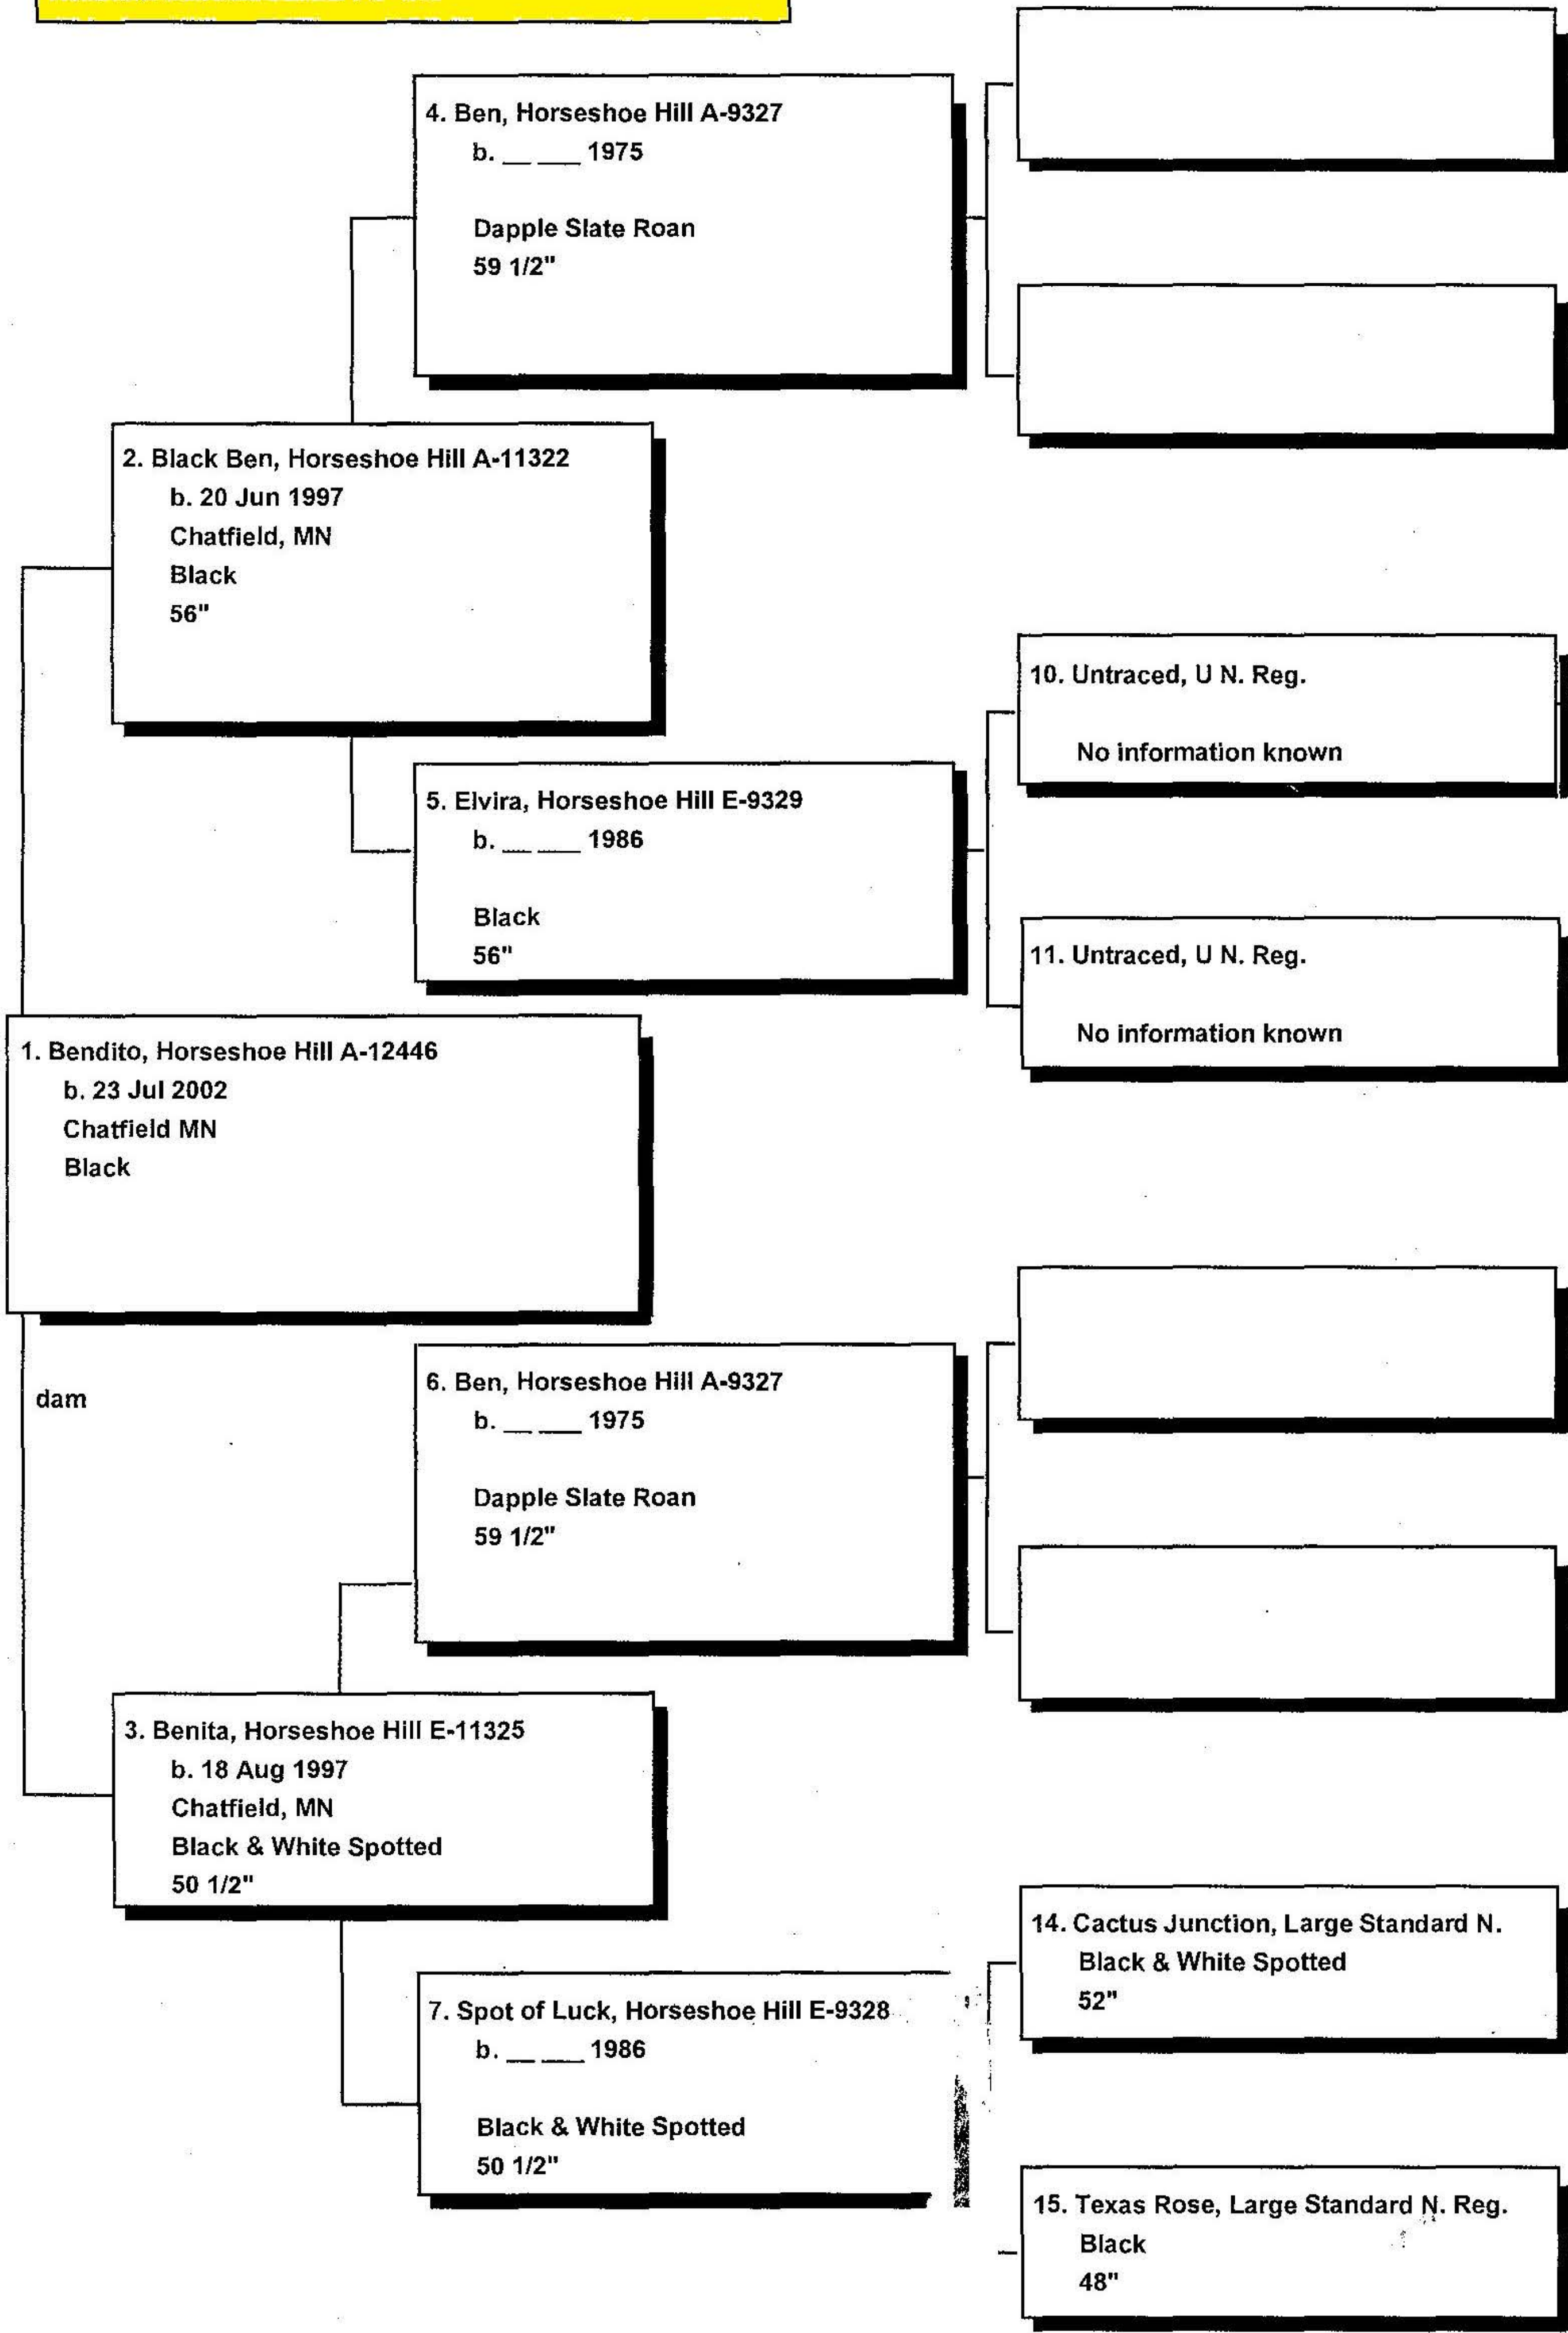 4. Ben, Horseshoe Hill A-9327
b. __ ___ 1975
Dapple Slate Roan
59 1/2"
2. Black Ben, Horseshoe Hill A-11322
b. 20 Jun 1997
Chatfield, MN
Black
56"
10. Untraced, U N. Reg.
No information known
5. Elvira, Horseshoe Hill E-9329
b. __ ___ 1986
Black
56"
11. Untraced, U N. Reg.
No information known
1. Bendito, Horseshoe Hill A-12446
b. 23 Jul 2002
Chatfield MN
Black
dam
6. Ben, Horseshoe Hill A-9327
b. __ ___ 1975
Dapple Slate Roan
59 1/2"
3. Benita, Horseshoe Hill E-11325
b. 18 Aug 1997
Chatfield, MN
Black & White Spotted
50 1/2"
14. Cactus Junction, Large Standard N.
Black & White Spotted
52"
7. Spot of Luck, Horseshoe Hill E-9328
b. __ ___ 1986
Black & White Spotted
50 1/2"
15. Texas Rose, Large Standard N. Reg.
Black
48"